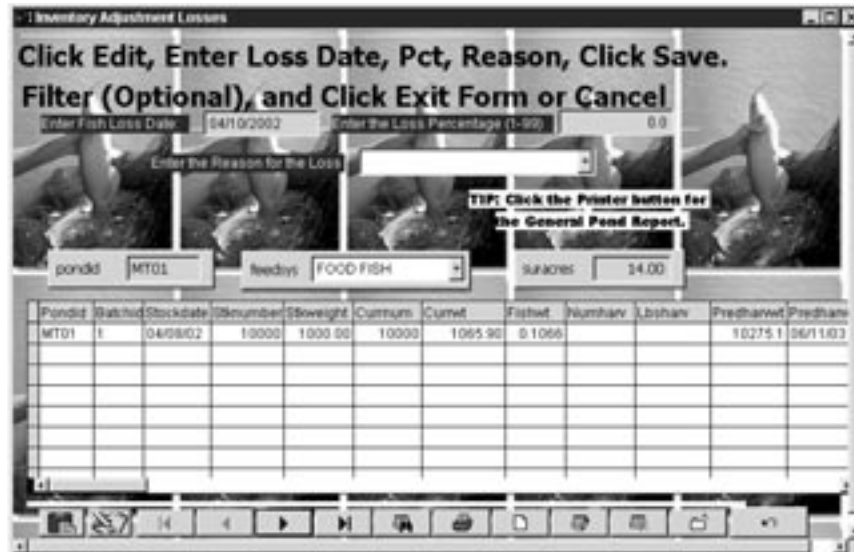 Inventory Adjustment Losses
Click Edit, Enter Loss Date, Pct, Reason, Click Save.
Filter (Optional), and Click Exit Form or Cancel
Enter Fish Loss Date 04/10/2002 Enter the Loss Percentage (1-99) 0.0
Enter the Reason for the Loss
TIP: Click the Printer button for
the General Pond Report.
pondid MT01 feedsys FOOD FISH suracres 14.00
Pondid Batchid Stockdate Stknumber Stkweight Currnum Currwt Fishwt Numharv Lbsharv Predharvwt Predharv
MT01 1 04/08/02 10000 1000.00 10000 1065.90 0.1066 10275.1 06/11/03